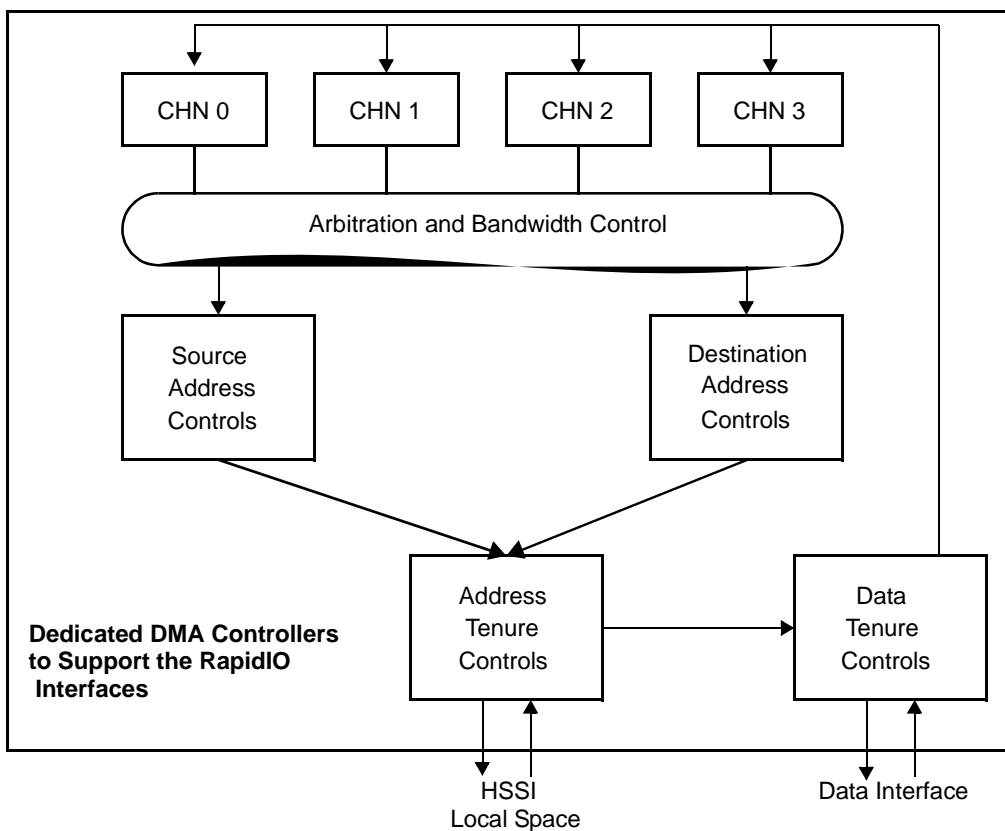 CHN 0
CHN 1
CHN 2
CHN 3
Arbitration and Bandwidth Control
Source
Address
Controls
Destination
Address
Controls
Address
Tenure
Controls
Data
Tenure
Controls
Dedicated DMA Controllers
to Support the RapidIO
Interfaces
HSSI
Local Space
Data Interface